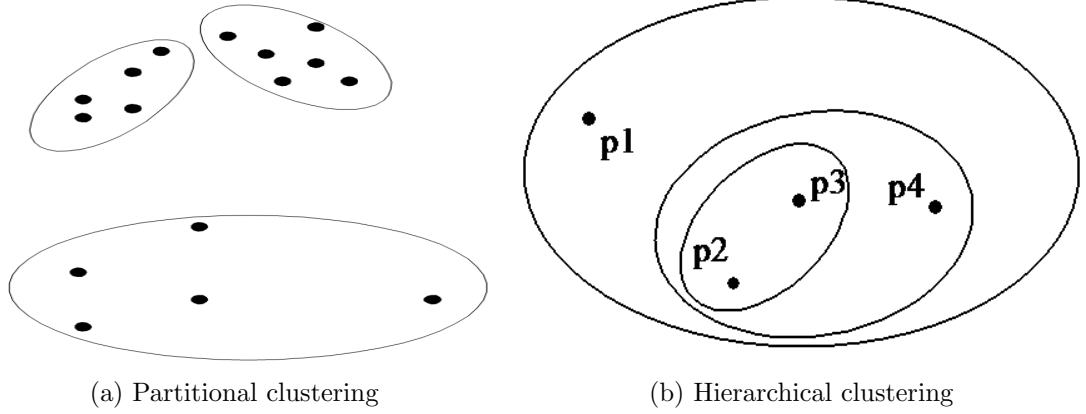 p1
p3
p4
p2
(a) Partitional clustering
(b) Hierarchical clustering